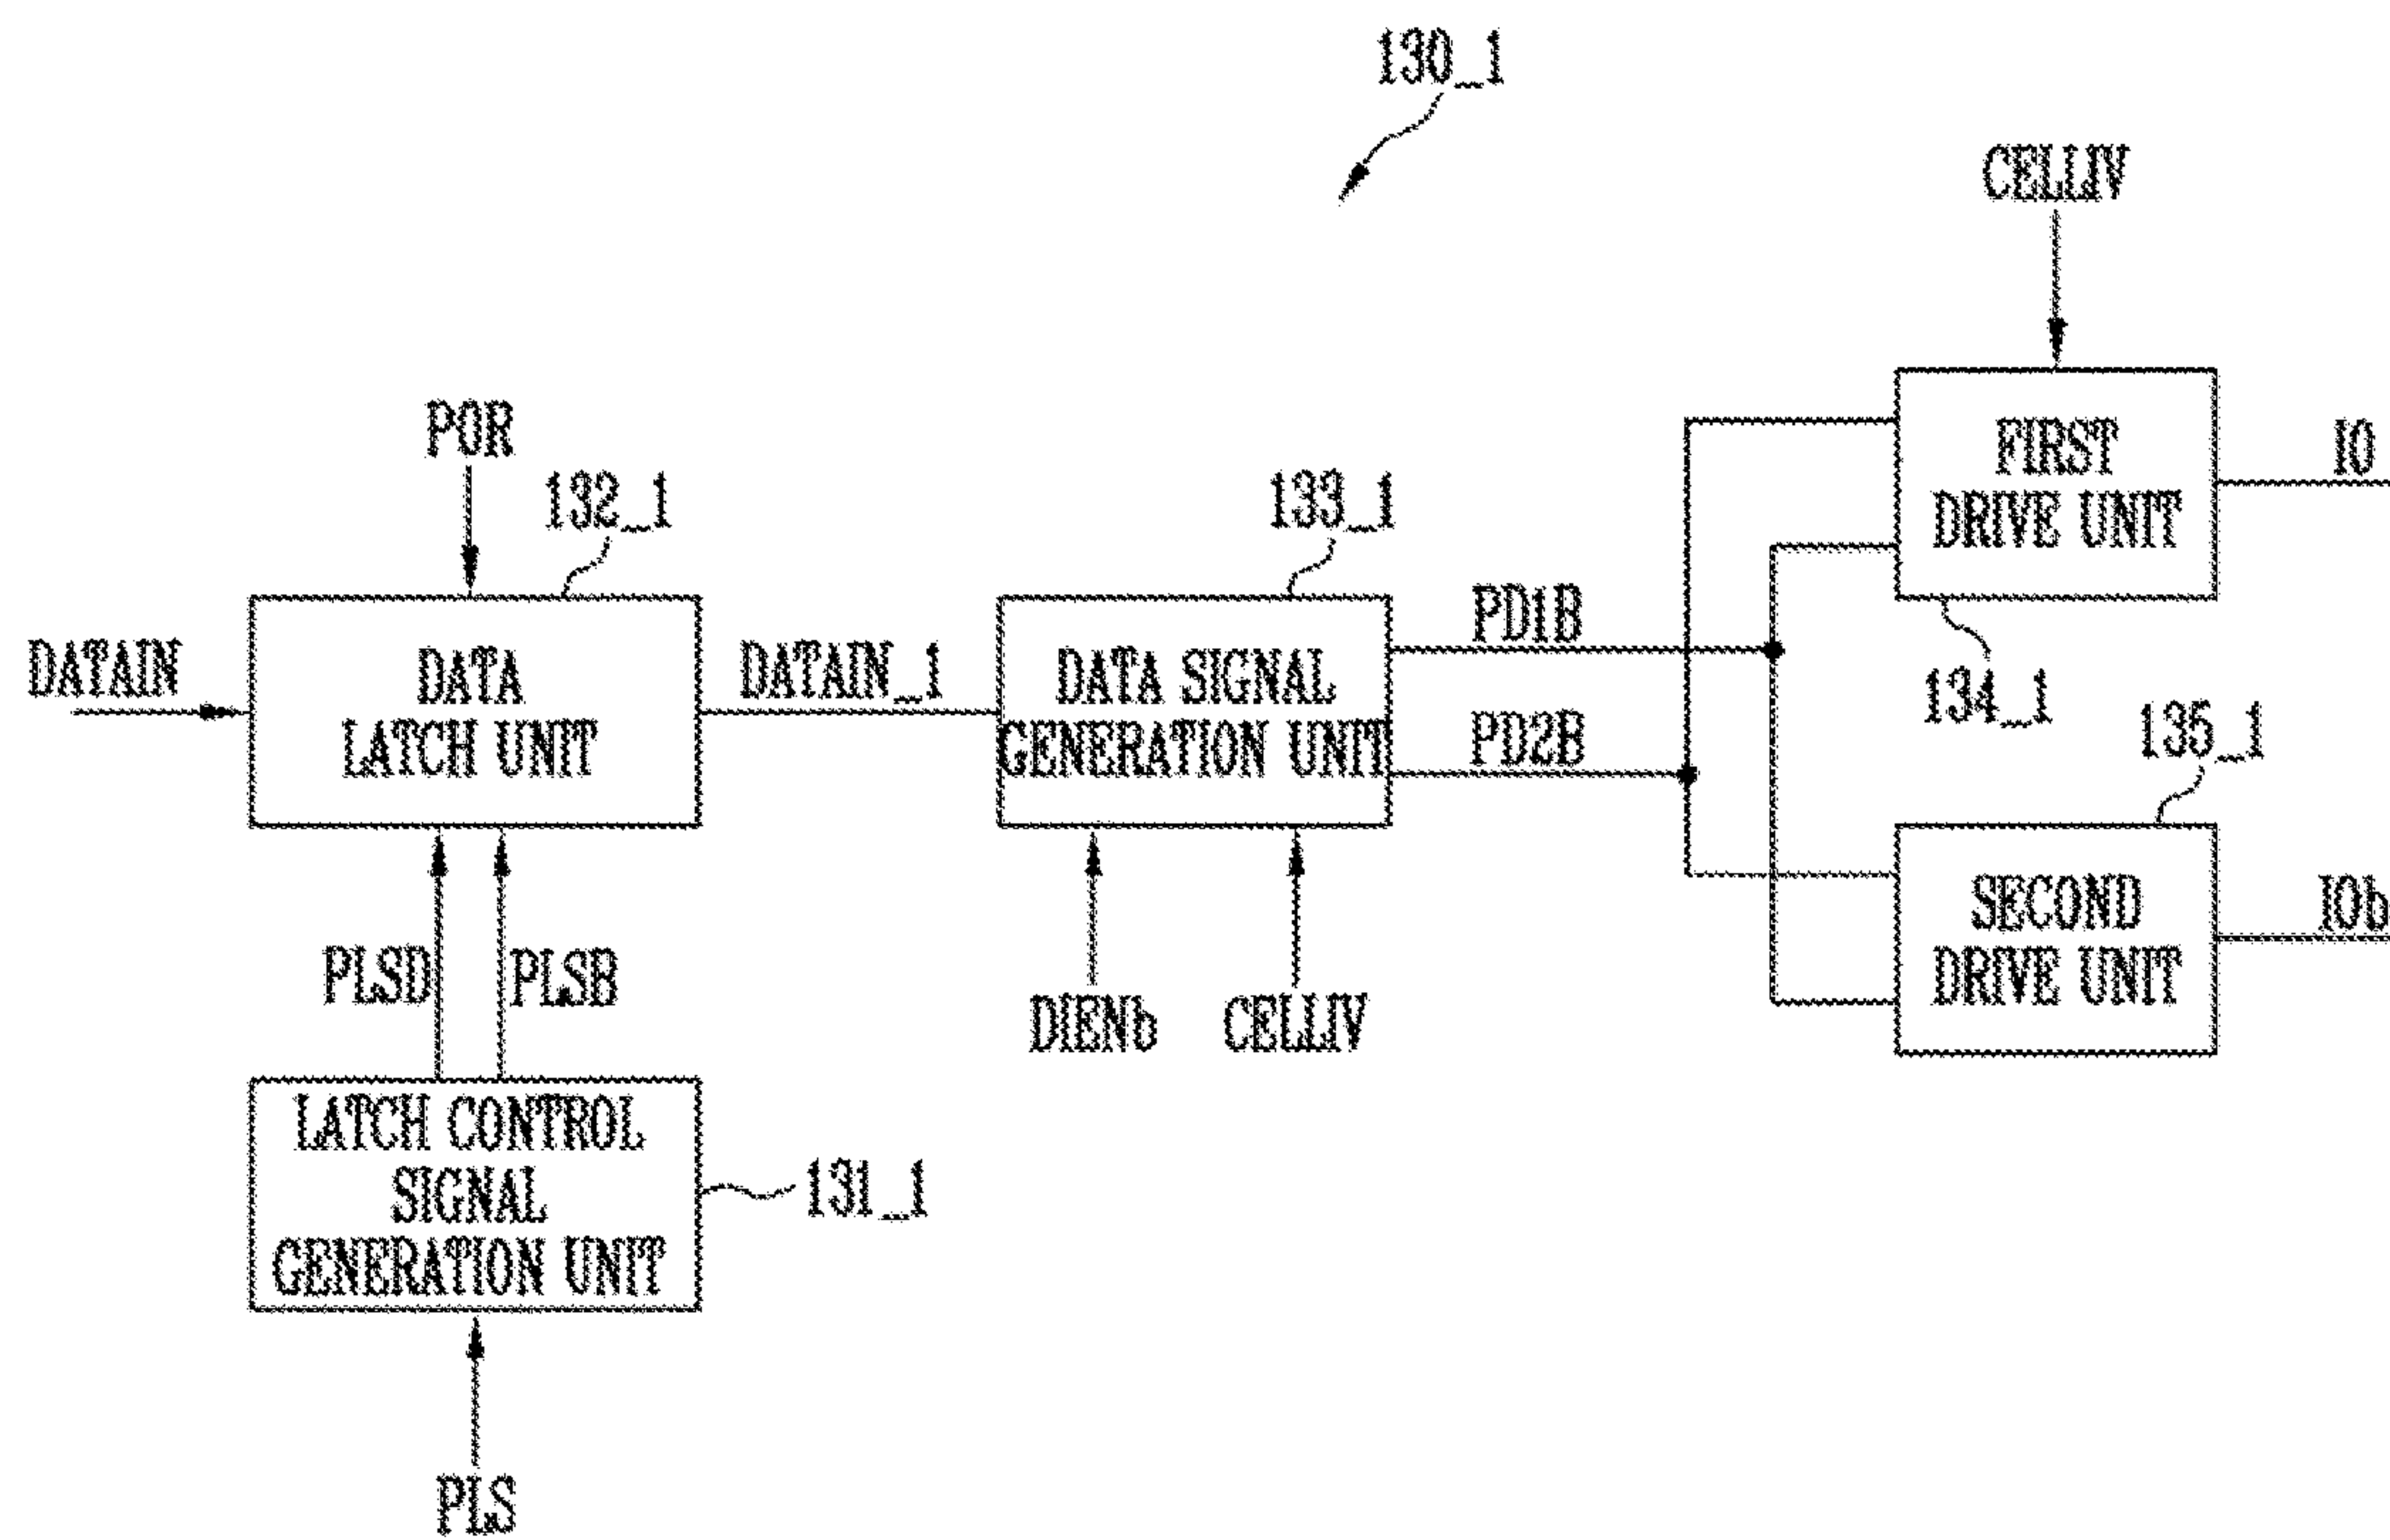 130_1
CELLIV
POR
132_1
133_1
FIRST
DRIVE UNIT
IO
DATAIN
DATA
LATCH UNIT
DATAIN_1
DATA SIGNAL
GENERATION UNIT
PD1B
PD2B
134_1
135_1
SECOND
DRIVE UNIT
IOb
PLSD
PLSB
DIENb
CELLIV
LATCH CONTROL
SIGNAL
GENERATION UNIT
131_1
PLS